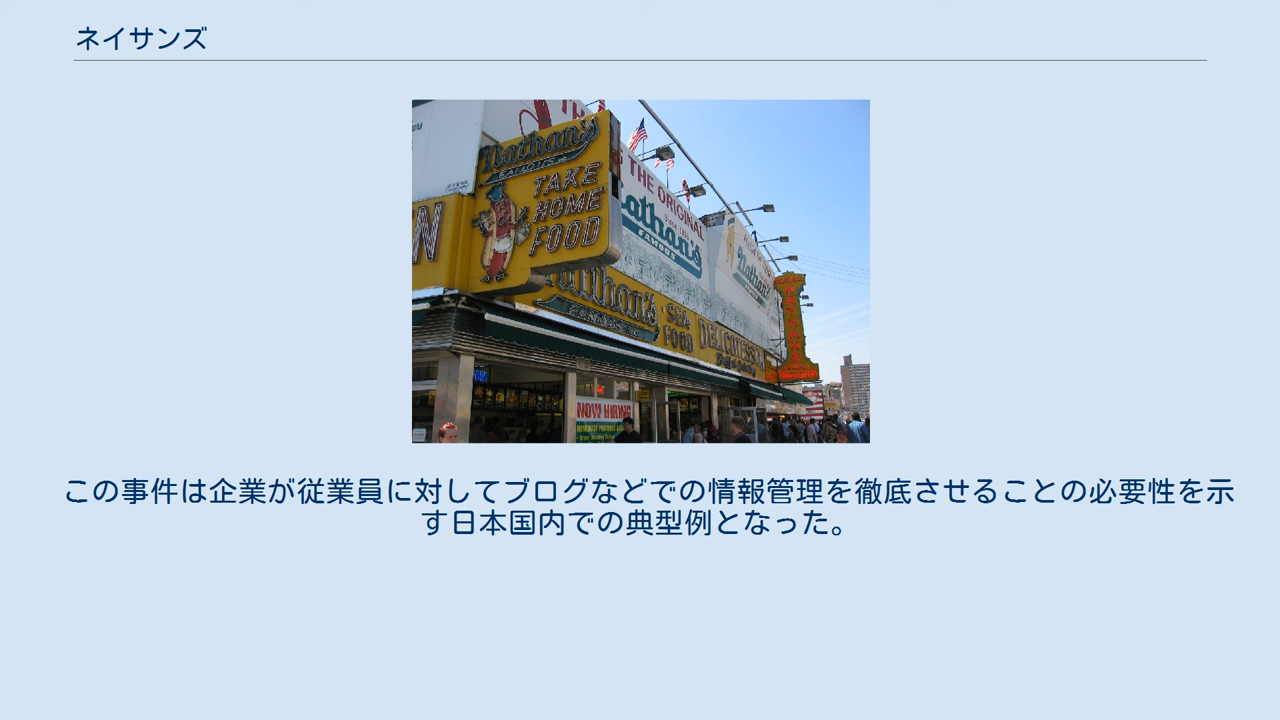 ネイサンズ
Nathan's
FAMOUS
TAKE
HOME
FOOD
N
THE ORIGINAL
Nathan's
FAMOUS
Nathan's
Nathan's
SEA
FOOD
DELICATESSEN
NATHAN'S
NOW HIRING
この事件は企業が従業員に対してブログなどでの情報管理を徹底させることの必要性を示
す日本国内での典型例となった。